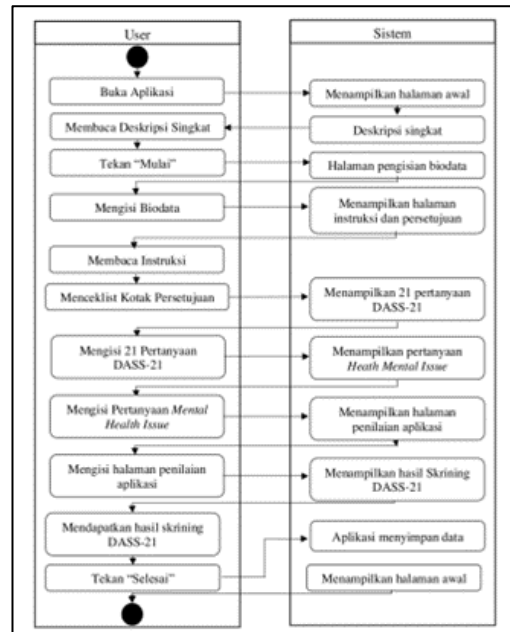 User
Sistem
Buka Aplikasi
Menampilkan halaman awal
Membaca Deskripsi Singkat
Deskripsi singkat
Tekan “Mulai”
Halaman pengisian biodata
Mengisi Biodata
Menampilkan halaman
instruksi dan persetujuan
Membaca Instruksi
Menceklist Kotak Persetujuan
Menampilkan 21 pertanyaan
DASS-21
Mengisi 21 Pertanyaan
DASS-21
Menampilkan pertanyaan
Heath Mental Issue
Mengisi Pertanyaan Mental
Health Issue
Menampilkan halaman
penilaian aplikasi
Mengisi halaman penilaian
aplikasi
Menampilkan hasil Skrining
DASS-21
Mendapatkan hasil skrining
DASS-21
Aplikasi menyimpan data
Tekan “Selesai”
Menampilkan halaman awal